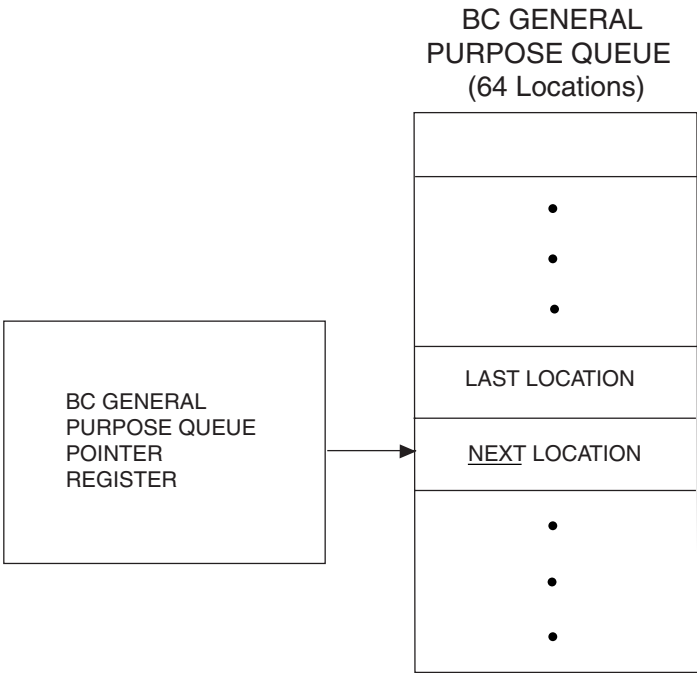 BC GENERAL
PURPOSE QUEUE
(64 Locations)
LAST LOCATION
BC GENERAL
PURPOSE QUEUE
POINTER
REGISTER
NEXT LOCATION